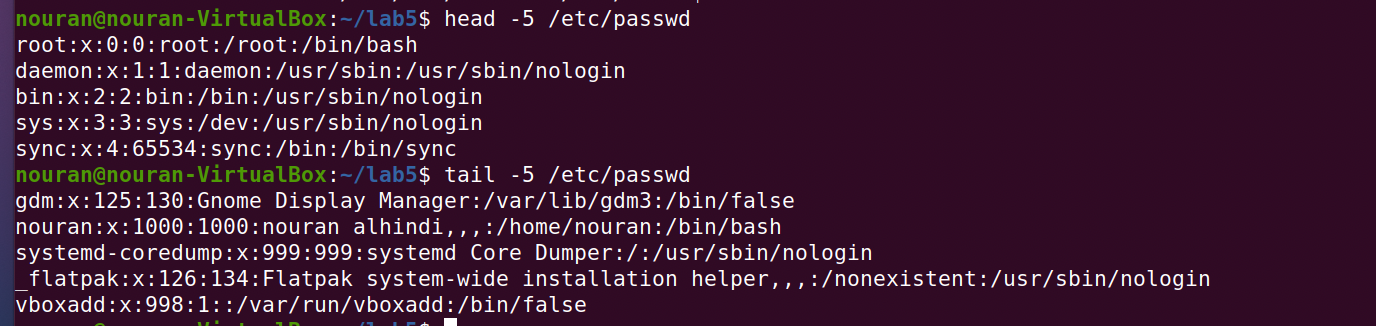 nouran@nouran-VirtualBox:~/lab5$ head -5 /etc/passwd
root:x:0:0:root:/root:/bin/bash
daemon:x:1:1:daemon:/usr/sbin:/usr/sbin/nologin
bin:x:2:2:bin:/bin:/usr/sbin/nologin
sys:x:3:3:sys:/dev:/usr/sbin/nologin
sync:x:4:65534:sync:/bin:/bin/sync
nouran@nouran-VirtualBox:~/lab5$ tail -5 /etc/passwd
gdm:x:125:130:Gnome Display Manager:/var/lib/gdm3:/bin/false
nouran:x:1000:1000:nouran alhindi,,,:/home/nouran:/bin/bash
systemd-coredump:x:999:999:systemd Core Dumper:/:/usr/sbin/nologin
_flatpak:x:126:134:Flatpak system-wide installation helper,,,:/nonexistent:/usr/sbin/nologin
vboxadd:x:998:1::/var/run/vboxadd:/bin/false
nouran@nouran-VirtualBox:~/lab5$